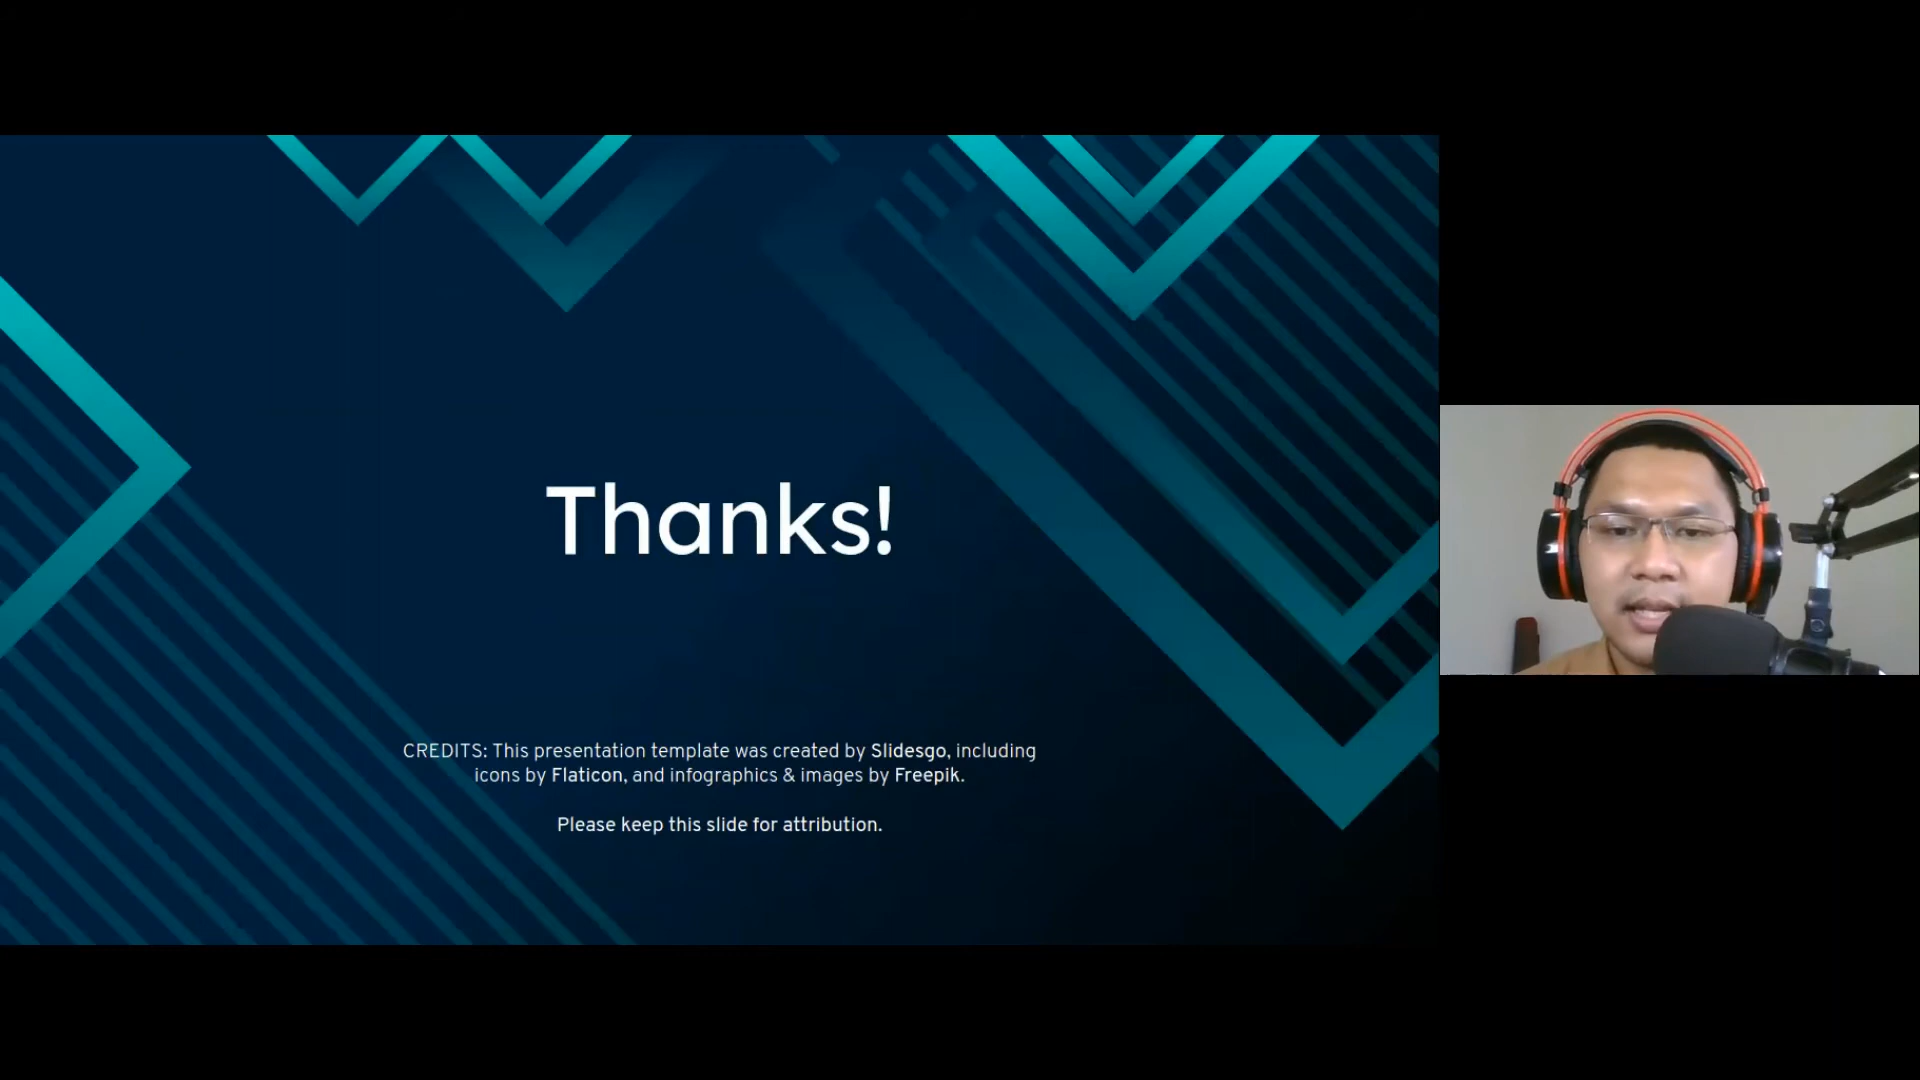 Thanks!
CREDITS: This presentation template was created by Slidesgo, including
icons by Flaticon, and infographics & images by Freepik.
Please keep this slide for attribution.